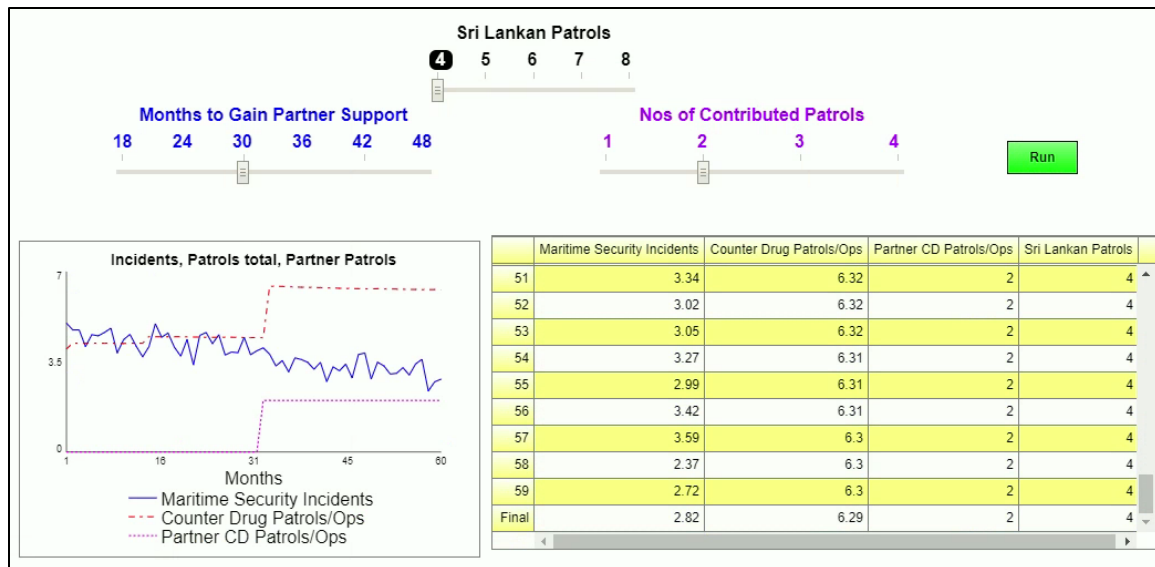 Sri Lankan Patrols
4 5 6 7 8
Months to Gain Partner Support
18 24 30 36 42 48
Nos of Contributed Patrols
1 2 3 4
Run
Incidents, Patrols total, Partner Patrols
7
3.5
0
1 16 31 45 60
Months
Maritime Security Incidents
Counter Drug Patrols/Ops
Partner CD Patrols/Ops
Maritime Security Incidents Counter Drug Patrols/Ops Partner CD Patrols/Ops Sri Lankan Patrols
51 3.34 6.32 2 4
52 3.02 6.32 2 4
53 3.05 6.32 2 4
54 3.27 6.31 2 4
55 2.99 6.31 2 4
56 3.42 6.31 2 4
57 3.59 6.3 2 4
58 2.37 6.3 2 4
59 2.72 6.3 2 4
Final 2.82 6.29 2 4